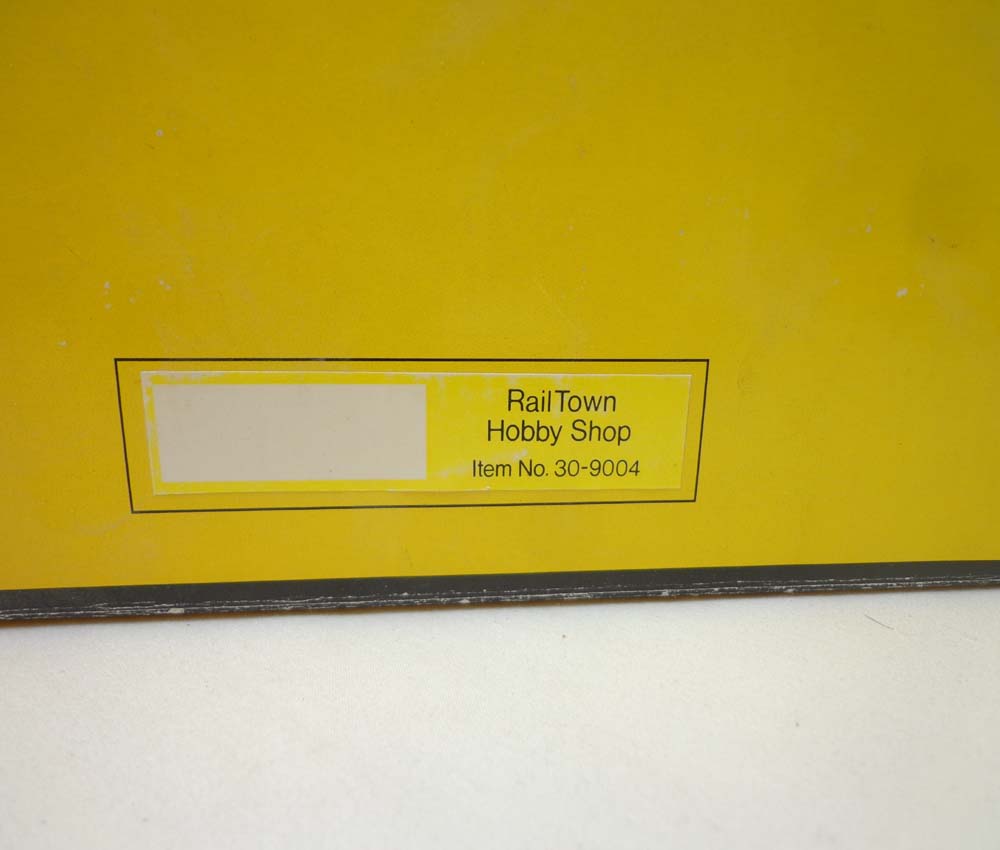 RailTown
Hobby Shop
Item No. 30-9004